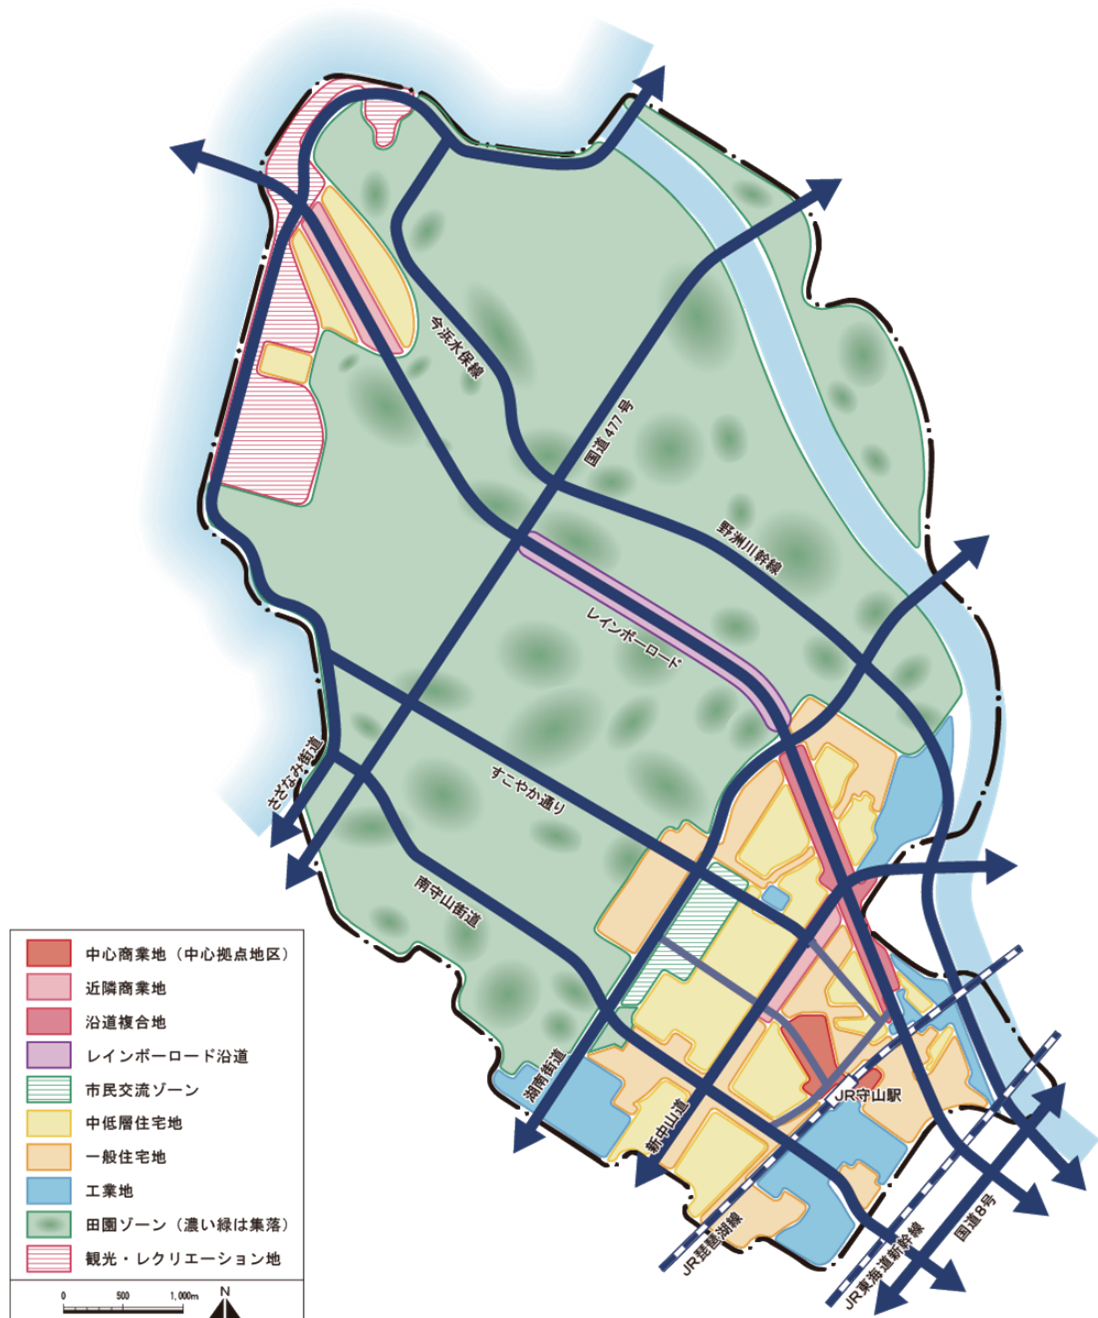 今浜水保線
国道 477 号
野洲川幹線
レインボーロード
さざなみ街道
すこやか通り
南守山街道
湖南街道
新中山道
JR守山駅
JR琵琶湖線
JR東海道新幹線
国道8号
中心商業地（中心拠点地区）
近隣商業地
沿道複合地
レインボーロード沿道
市民交流ゾーン
中低層住宅地
一般住宅地
工業地
田園ゾーン（濃い緑は集落）
観光・レクリエーション地
0 500 1,000m
N